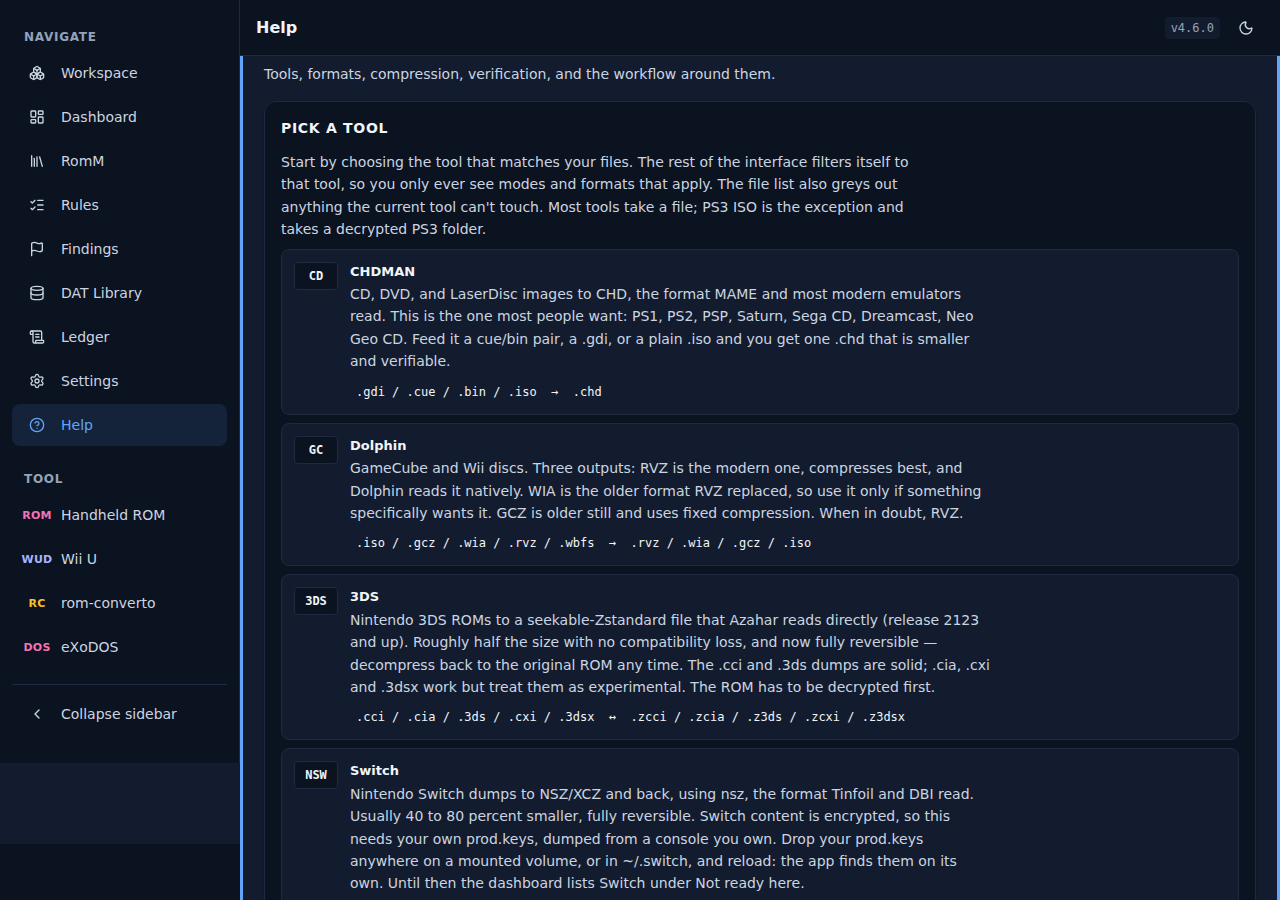 NAVIGATE
Workspace
Dashboard
RomM
Rules
Findings
DAT Library
Ledger
Settings
Help
TOOL
ROM Handheld ROM
WUD Wii U
RC rom-converto
DOS eXoDOS
Collapse sidebar
Help
v4.6.0
Tools, formats, compression, verification, and the workflow around them.
PICK A TOOL
Start by choosing the tool that matches your files. The rest of the interface filters itself to
that tool, so you only ever see modes and formats that apply. The file list also greys out
anything the current tool can't touch. Most tools take a file; PS3 ISO is the exception and
takes a decrypted PS3 folder.
CD
CHDMAN
CD, DVD, and LaserDisc images to CHD, the format MAME and most modern emulators
read. This is the one most people want: PS1, PS2, PSP, Saturn, Sega CD, Dreamcast, Neo
Geo CD. Feed it a cue/bin pair, a .gdi, or a plain .iso and you get one .chd that is smaller
and verifiable.
.gdi / .cue / .bin / .iso → .chd
GC
Dolphin
GameCube and Wii discs. Three outputs: RVZ is the modern one, compresses best, and
Dolphin reads it natively. WIA is the older format RVZ replaced, so use it only if something
specifically wants it. GCZ is older still and uses fixed compression. When in doubt, RVZ.
.iso / .gcz / .wia / .rvz / .wbfs → .rvz / .wia / .gcz / .iso
3DS
3DS
Nintendo 3DS ROMs to a seekable-Zstandard file that Azahar reads directly (release 2123
and up). Roughly half the size with no compatibility loss, and now fully reversible —
decompress back to the original ROM any time. The .cci and .3ds dumps are solid; .cia, .cxi
and .3dsx work but treat them as experimental. The ROM has to be decrypted first.
.cci / .cia / .3ds / .cxi / .3dsx ↔ .zcci / .zcia / .z3ds / .zcxi / .z3dsx
NSW
Switch
Nintendo Switch dumps to NSZ/XCZ and back, using nsz, the format Tinfoil and DBI read.
Usually 40 to 80 percent smaller, fully reversible. Switch content is encrypted, so this
needs your own prod.keys, dumped from a console you own. Drop your prod.keys
anywhere on a mounted volume, or in ~/.switch, and reload: the app finds them on its
own. Until then the dashboard lists Switch under Not ready here.